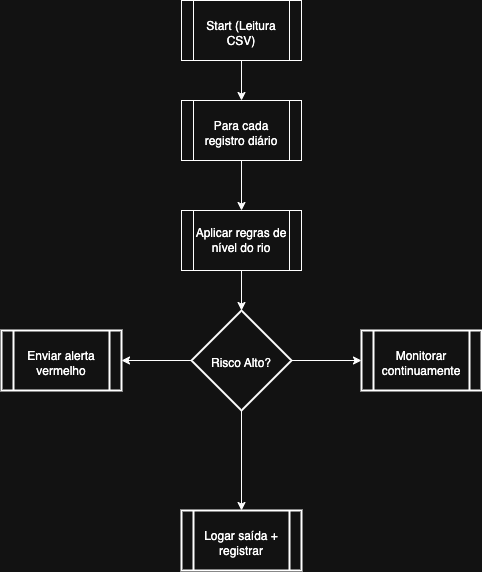 Start (Leitura
CSV)
Para cada
registro diário
Aplicar regras de
nível do rio
Risco Alto?
Enviar alerta
vermelho
Monitorar
continuamente
Logar saída +
registrar